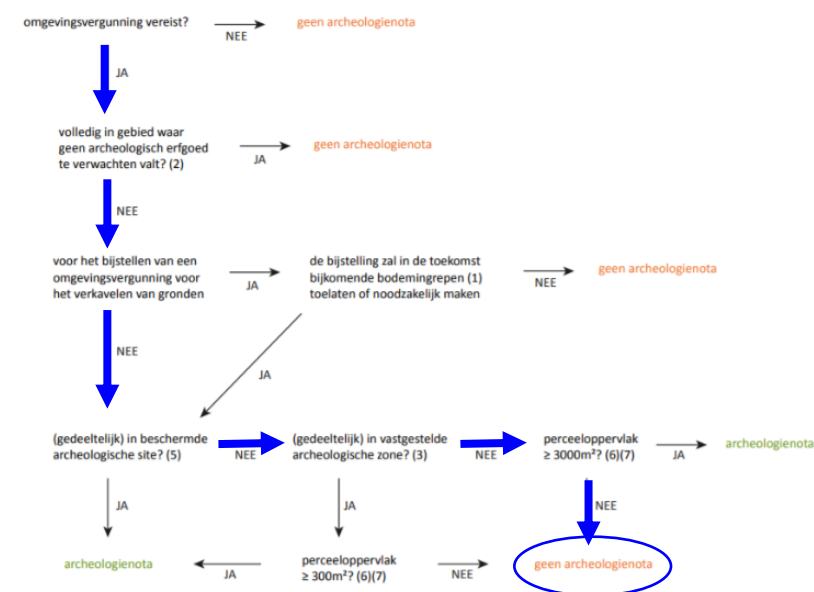 omgevingsvergunning vereist?
NEE
geen archeologienota
JA
volledig in gebied waar
geen archeologisch erfgoed
te verwachten valt? (2)
JA
geen archeologienota
NEE
voor het bijstellen van een
omgevingsvergunning voor
het verkavelen van gronden
JA
de bijstelling zal in de toekomst
bijkomende bodemingrepen (1)
toelaten of noodzakelijk maken
NEE
geen archeologienota
NEE
JA
(gedeeltelijk) in beschermde
archeologische site? (5)
NEE
(gedeeltelijk) in vastgestelde
archeologische zone? (3)
NEE
perceeloppervlak
≥ 3000m²? (6)(7)
JA
archeologienota
JA
JA
NEE
archeologienota
JA
perceeloppervlak
≥ 300m²? (6)(7)
NEE
geen archeologienota